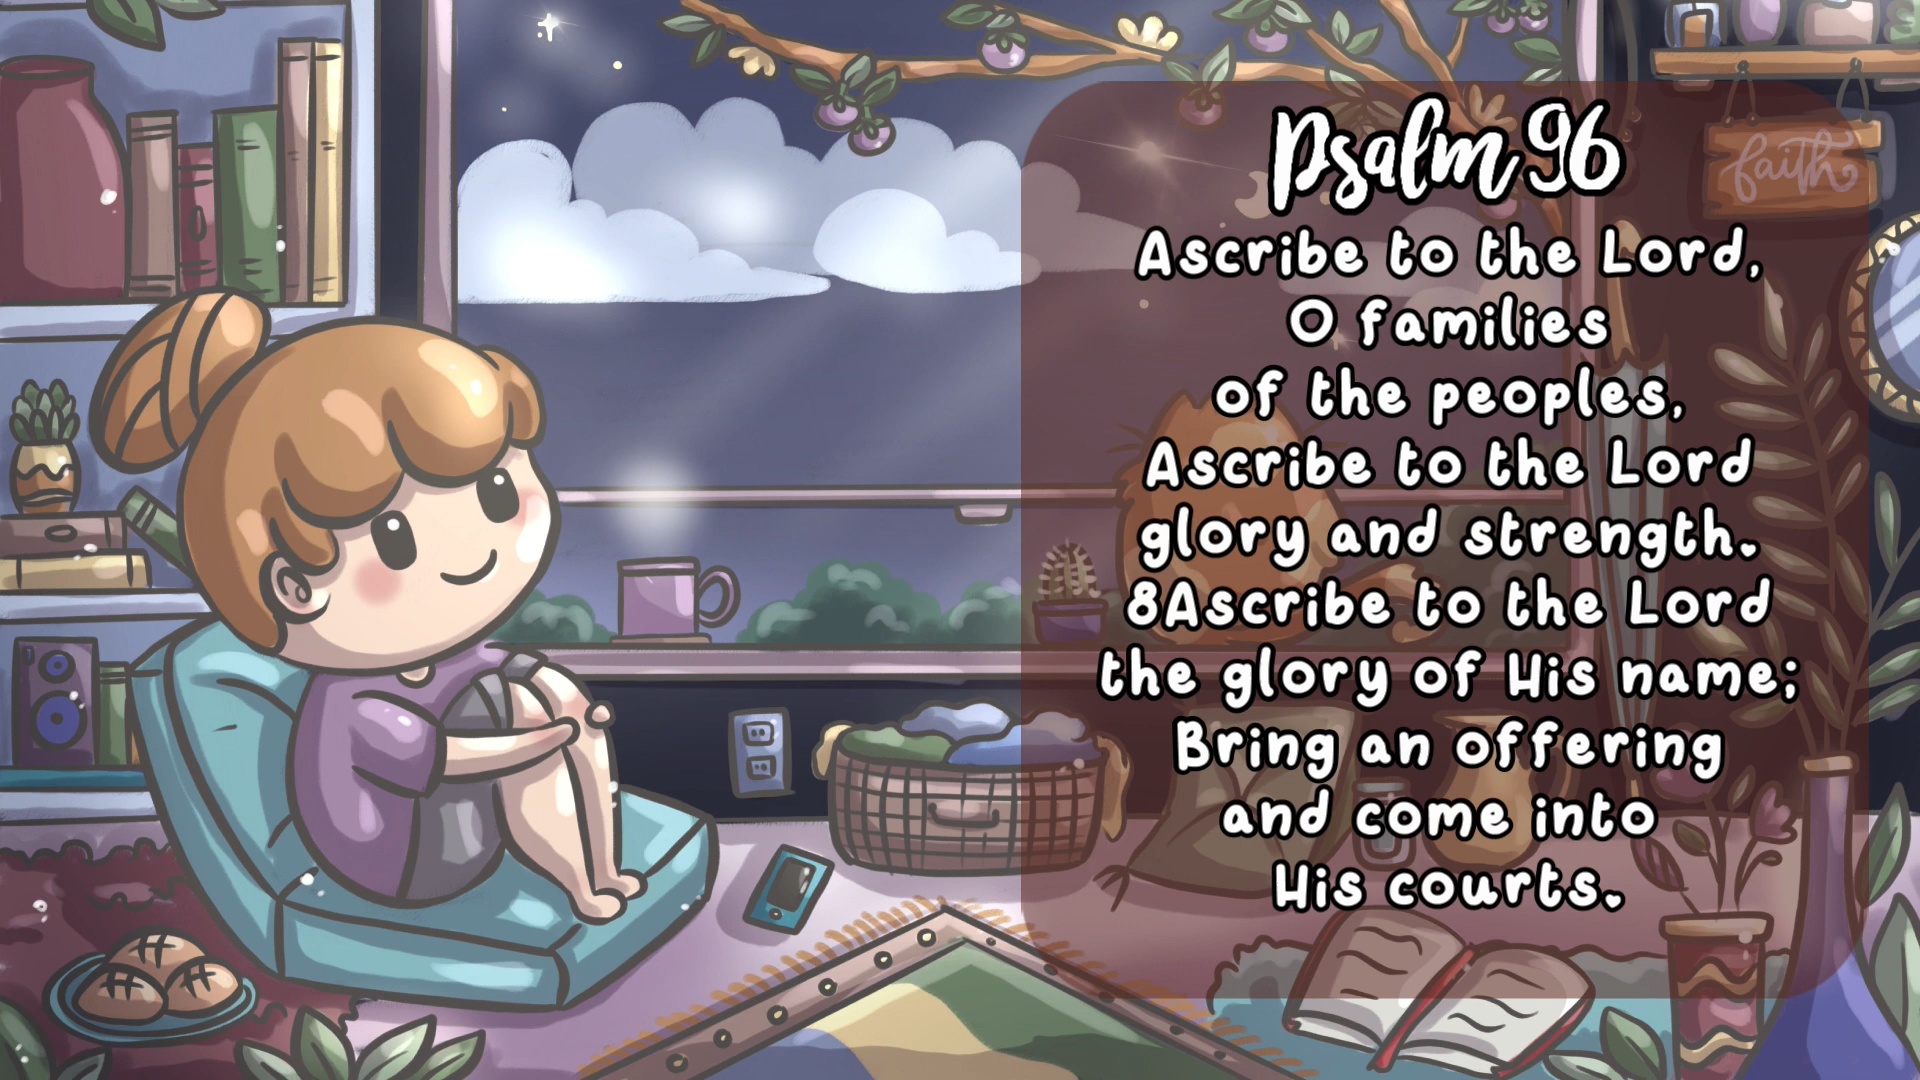 Psalm 96
faith
Ascribe to the Lord,
O families
of the peoples,
Ascribe to the Lord
glory and strength.
8Ascribe to the Lord
the glory of His name;
Bring an offering
and come into
His courts.